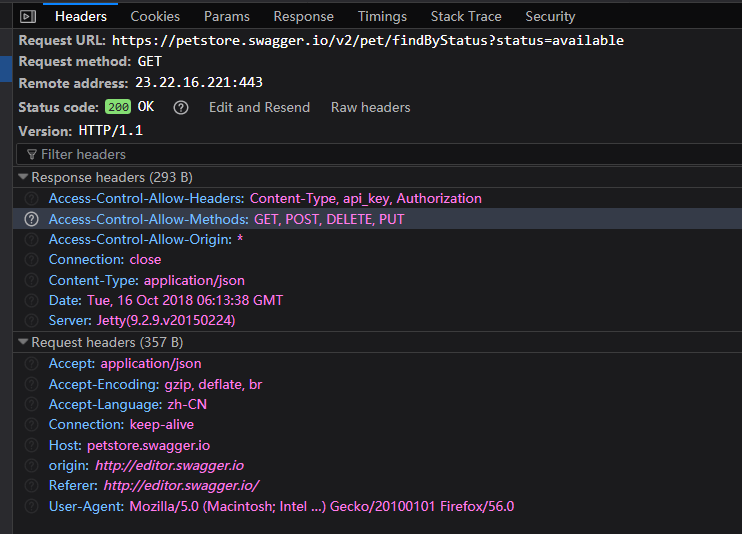 Headers Cookies Params Response Timings Stack Trace Security
Request URL: https://petstore.swagger.io/v2/pet/findByStatus?status=available
Request method: GET
Remote address: 23.22.16.221:443
Status code: 200 OK ? Edit and Resend Raw headers
Version: HTTP/1.1
Filter headers
Response headers (293 B)
? Access-Control-Allow-Headers: Content-Type, api_key, Authorization
? Access-Control-Allow-Methods: GET, POST, DELETE, PUT
? Access-Control-Allow-Origin: *
? Connection: close
? Content-Type: application/json
? Date: Tue, 16 Oct 2018 06:13:38 GMT
? Server: Jetty(9.2.9.v20150224)
Request headers (357 B)
? Accept: application/json
? Accept-Encoding: gzip, deflate, br
? Accept-Language: zh-CN
? Connection: keep-alive
? Host: petstore.swagger.io
? origin: http://editor.swagger.io
? Referer: http://editor.swagger.io/
? User-Agent: Mozilla/5.0 (Macintosh; Intel ...) Gecko/20100101 Firefox/56.0